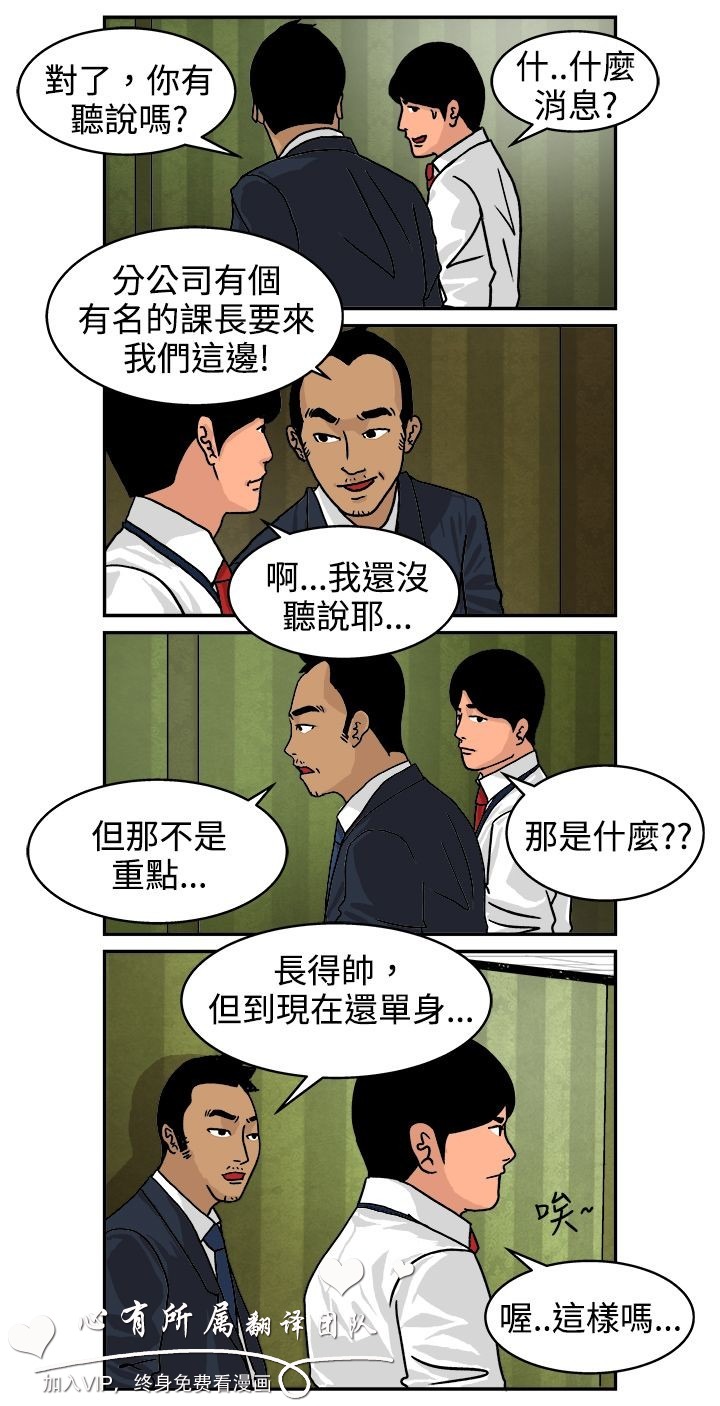 對了，你有
聽說嗎?
什..什麼
消息?
分公司有個
有名的課長要來
我們這邊!
啊...我還沒
聽說耶...
但那不是
重點...
那是什麼??
長得帥，
但到現在還單身...
唉~
喔..這樣嗎...
心有所属翻译团队
加入VIP，终身免费看漫画